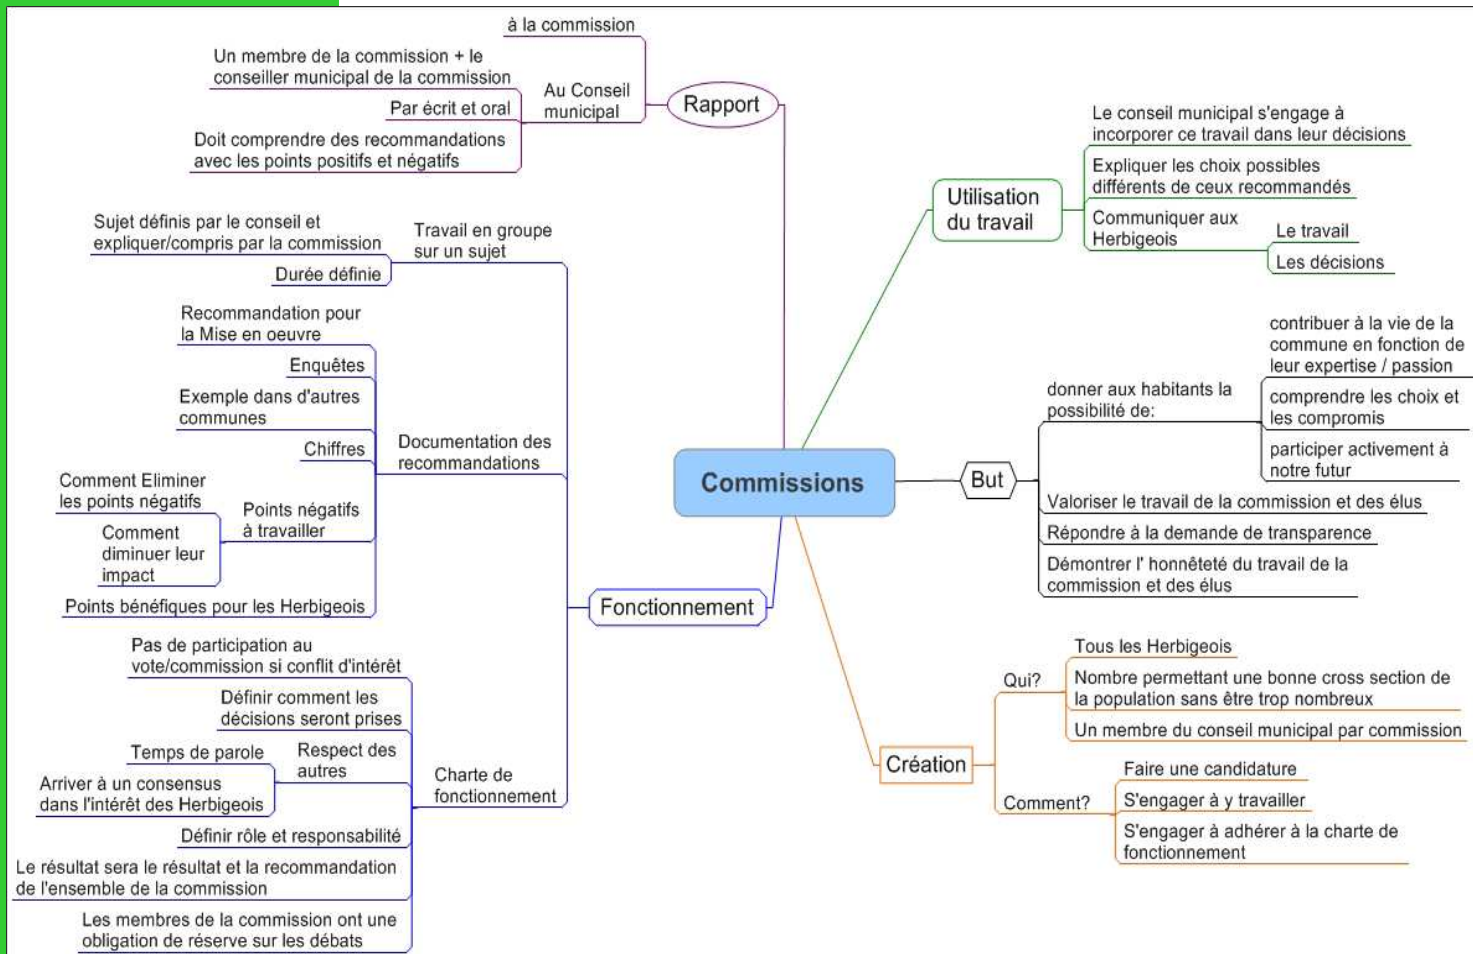 Commissions
Rapport
à la commission
Au Conseil
municipal
Un membre de la commission + le
conseiller municipal de la commission
Par écrit et oral
Doit comprendre des recommandations
avec les points positifs et négatifs
Utilisation
du travail
Le conseil municipal s'engage à
incorporer ce travail dans leur décisions
Expliquer les choix possibles
différents de ceux recommandés
Communiquer aux
Herbigeois
Le travail
Les décisions
But
donner aux habitants la
possibilité de:
contribuer à la vie de la
commune en fonction de
leur expertise / passion
comprendre les choix et
les compromis
participer activement à
notre futur
Valoriser le travail de la commission et des élus
Répondre à la demande de transparence
Démontrer l' honnêteté du travail de la
commission et des élus
Création
Qui?
Tous les Herbigeois
Nombre permettant une bonne cross section de
la population sans être trop nombreux
Un membre du conseil municipal par commission
Comment?
Faire une candidature
S'engager à y travailler
S'engager à adhérer à la charte de
fonctionnement
Fonctionnement
Travail en groupe
sur un sujet
Sujet définis par le conseil et
expliquer/compris par la commission
Durée définie
Documentation des
recommandations
Recommandation pour
la Mise en oeuvre
Enquêtes
Exemple dans d'autres
communes
Chiffres
Points négatifs
à travailler
Comment Eliminer
les points négatifs
Comment
diminuer leur
impact
Points bénéfiques pour les Herbigeois
Charte de
fonctionnement
Pas de participation au
vote/commission si conflit d'intérêt
Définir comment les
décisions seront prises
Respect des
autres
Temps de parole
Arriver à un consensus
dans l'intérêt des Herbigeois
Définir rôle et responsabilité
Le résultat sera le résultat et la recommandation
de l'ensemble de la commission
Les membres de la commission ont une
obligation de réserve sur les débats